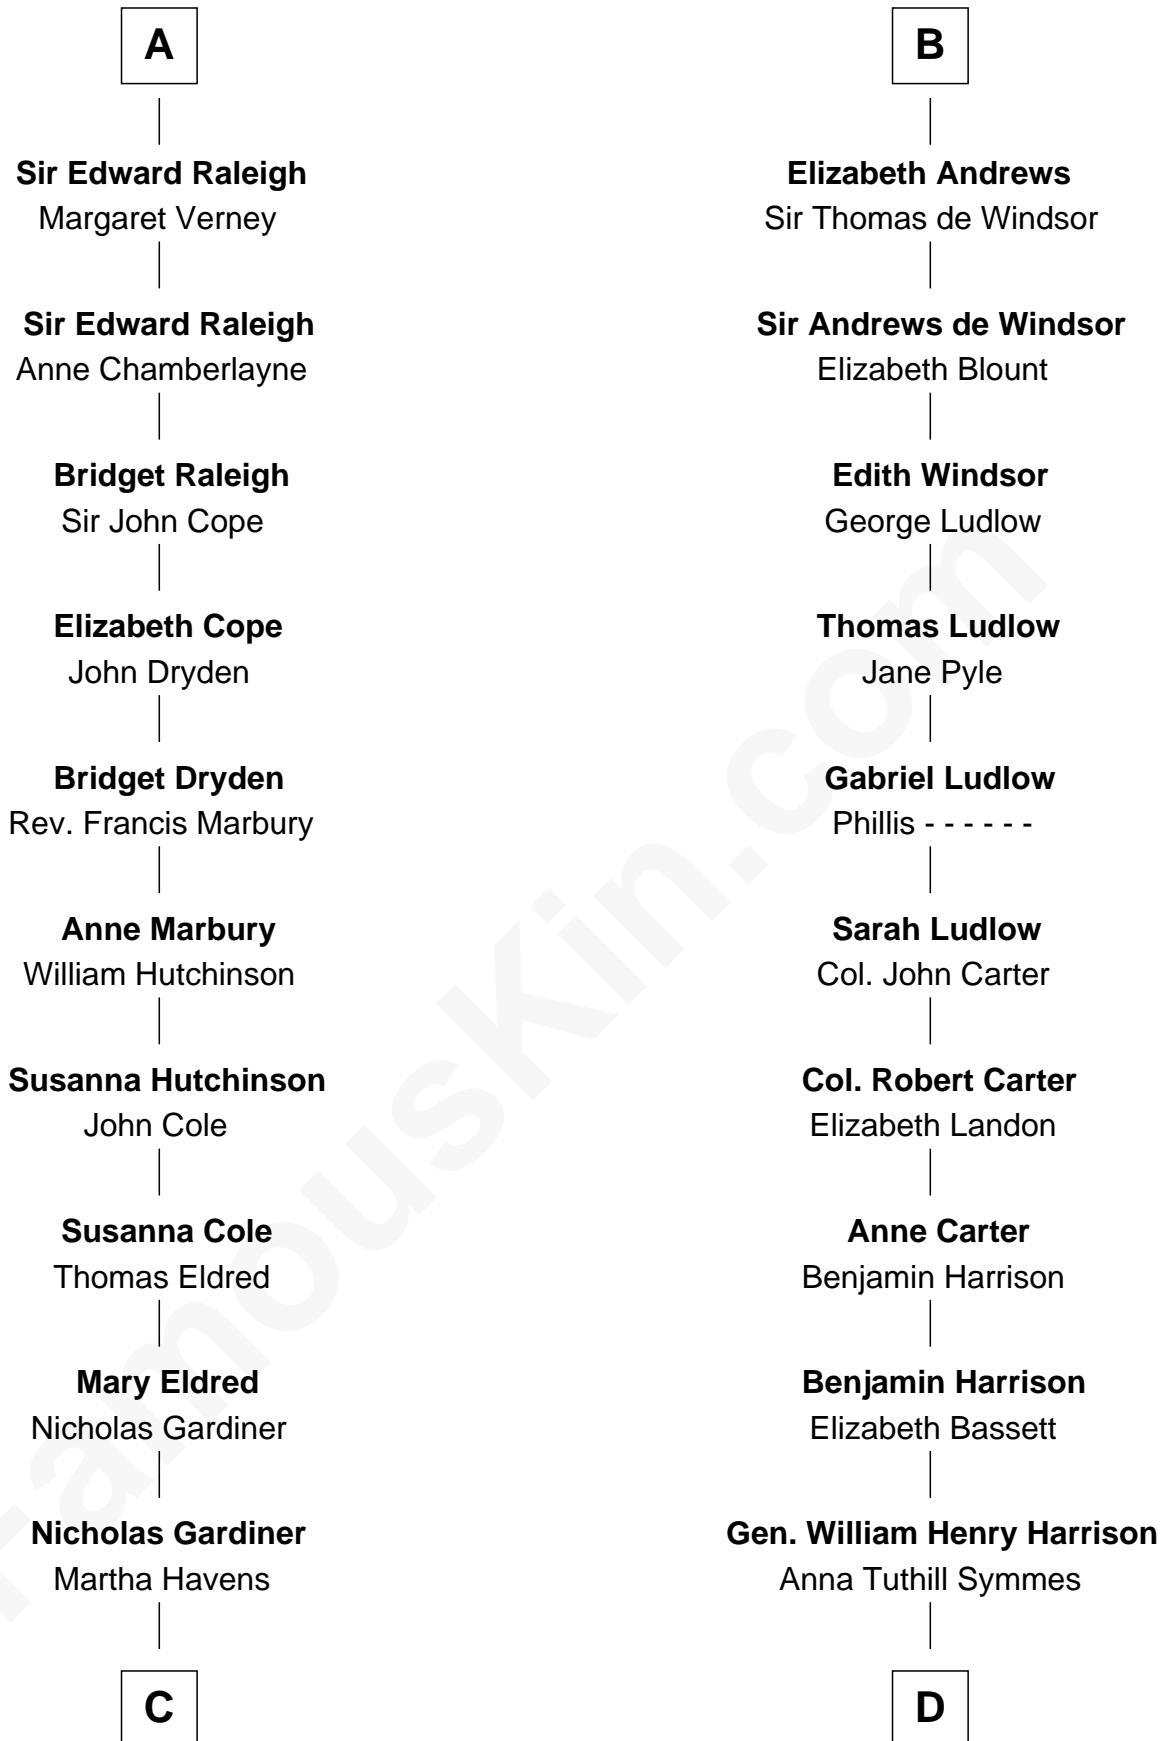 A
Sir Edward Raleigh
Margaret Verney
Sir Edward Raleigh
Anne Chamberlayne
Bridget Raleigh
Sir John Cope
Elizabeth Cope
John Dryden
Bridget Dryden
Rev. Francis Marbury
Anne Marbury
William Hutchinson
Susanna Hutchinson
John Cole
Susanna Cole
Thomas Eldred
Mary Eldred
Nicholas Gardiner
Nicholas Gardiner
Martha Havens
C
B
Elizabeth Andrews
Sir Thomas de Windsor
Sir Andrews de Windsor
Elizabeth Blount
Edith Windsor
George Ludlow
Thomas Ludlow
Jane Pyle
Gabriel Ludlow
Phillis - - - - - -
Sarah Ludlow
Col. John Carter
Col. Robert Carter
Elizabeth Landon
Anne Carter
Benjamin Harrison
Benjamin Harrison
Elizabeth Bassett
Gen. William Henry Harrison
Anna Tuthill Symmes
D
FamousKin.com